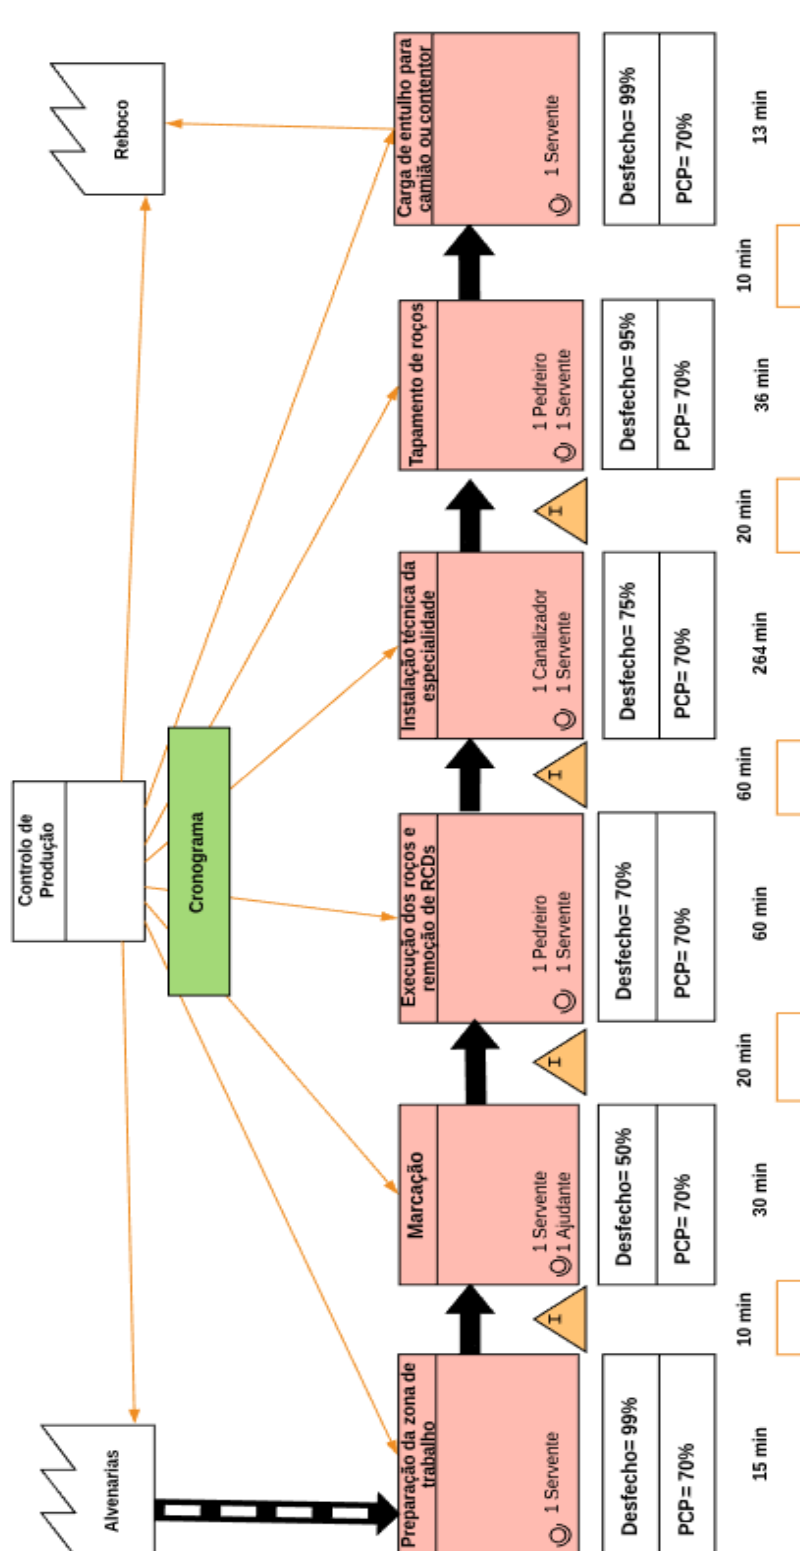 Controlo de
Produção
Alvenarias
Reboco
Cronograma
Preparação da zona de
trabalho
1 Servente
Marcação
1 Servente
1 Ajudante
Execução dos roços e
remoção de RCDs
1 Pedreiro
1 Servente
Instalação técnica da
especialidade
1 Canalizador
1 Servente
Tapamento de roços
1 Pedreiro
1 Servente
Carga de entulho para
camião ou contentor
1 Servente
I
I
I
I
Desfecho= 99%
PCP= 70%
Desfecho= 50%
PCP= 70%
Desfecho= 70%
PCP= 70%
Desfecho= 75%
PCP= 70%
Desfecho= 95%
PCP= 70%
Desfecho= 99%
PCP= 70%
10 min
20 min
60 min
20 min
10 min
15 min
30 min
60 min
264 min
36 min
13 min